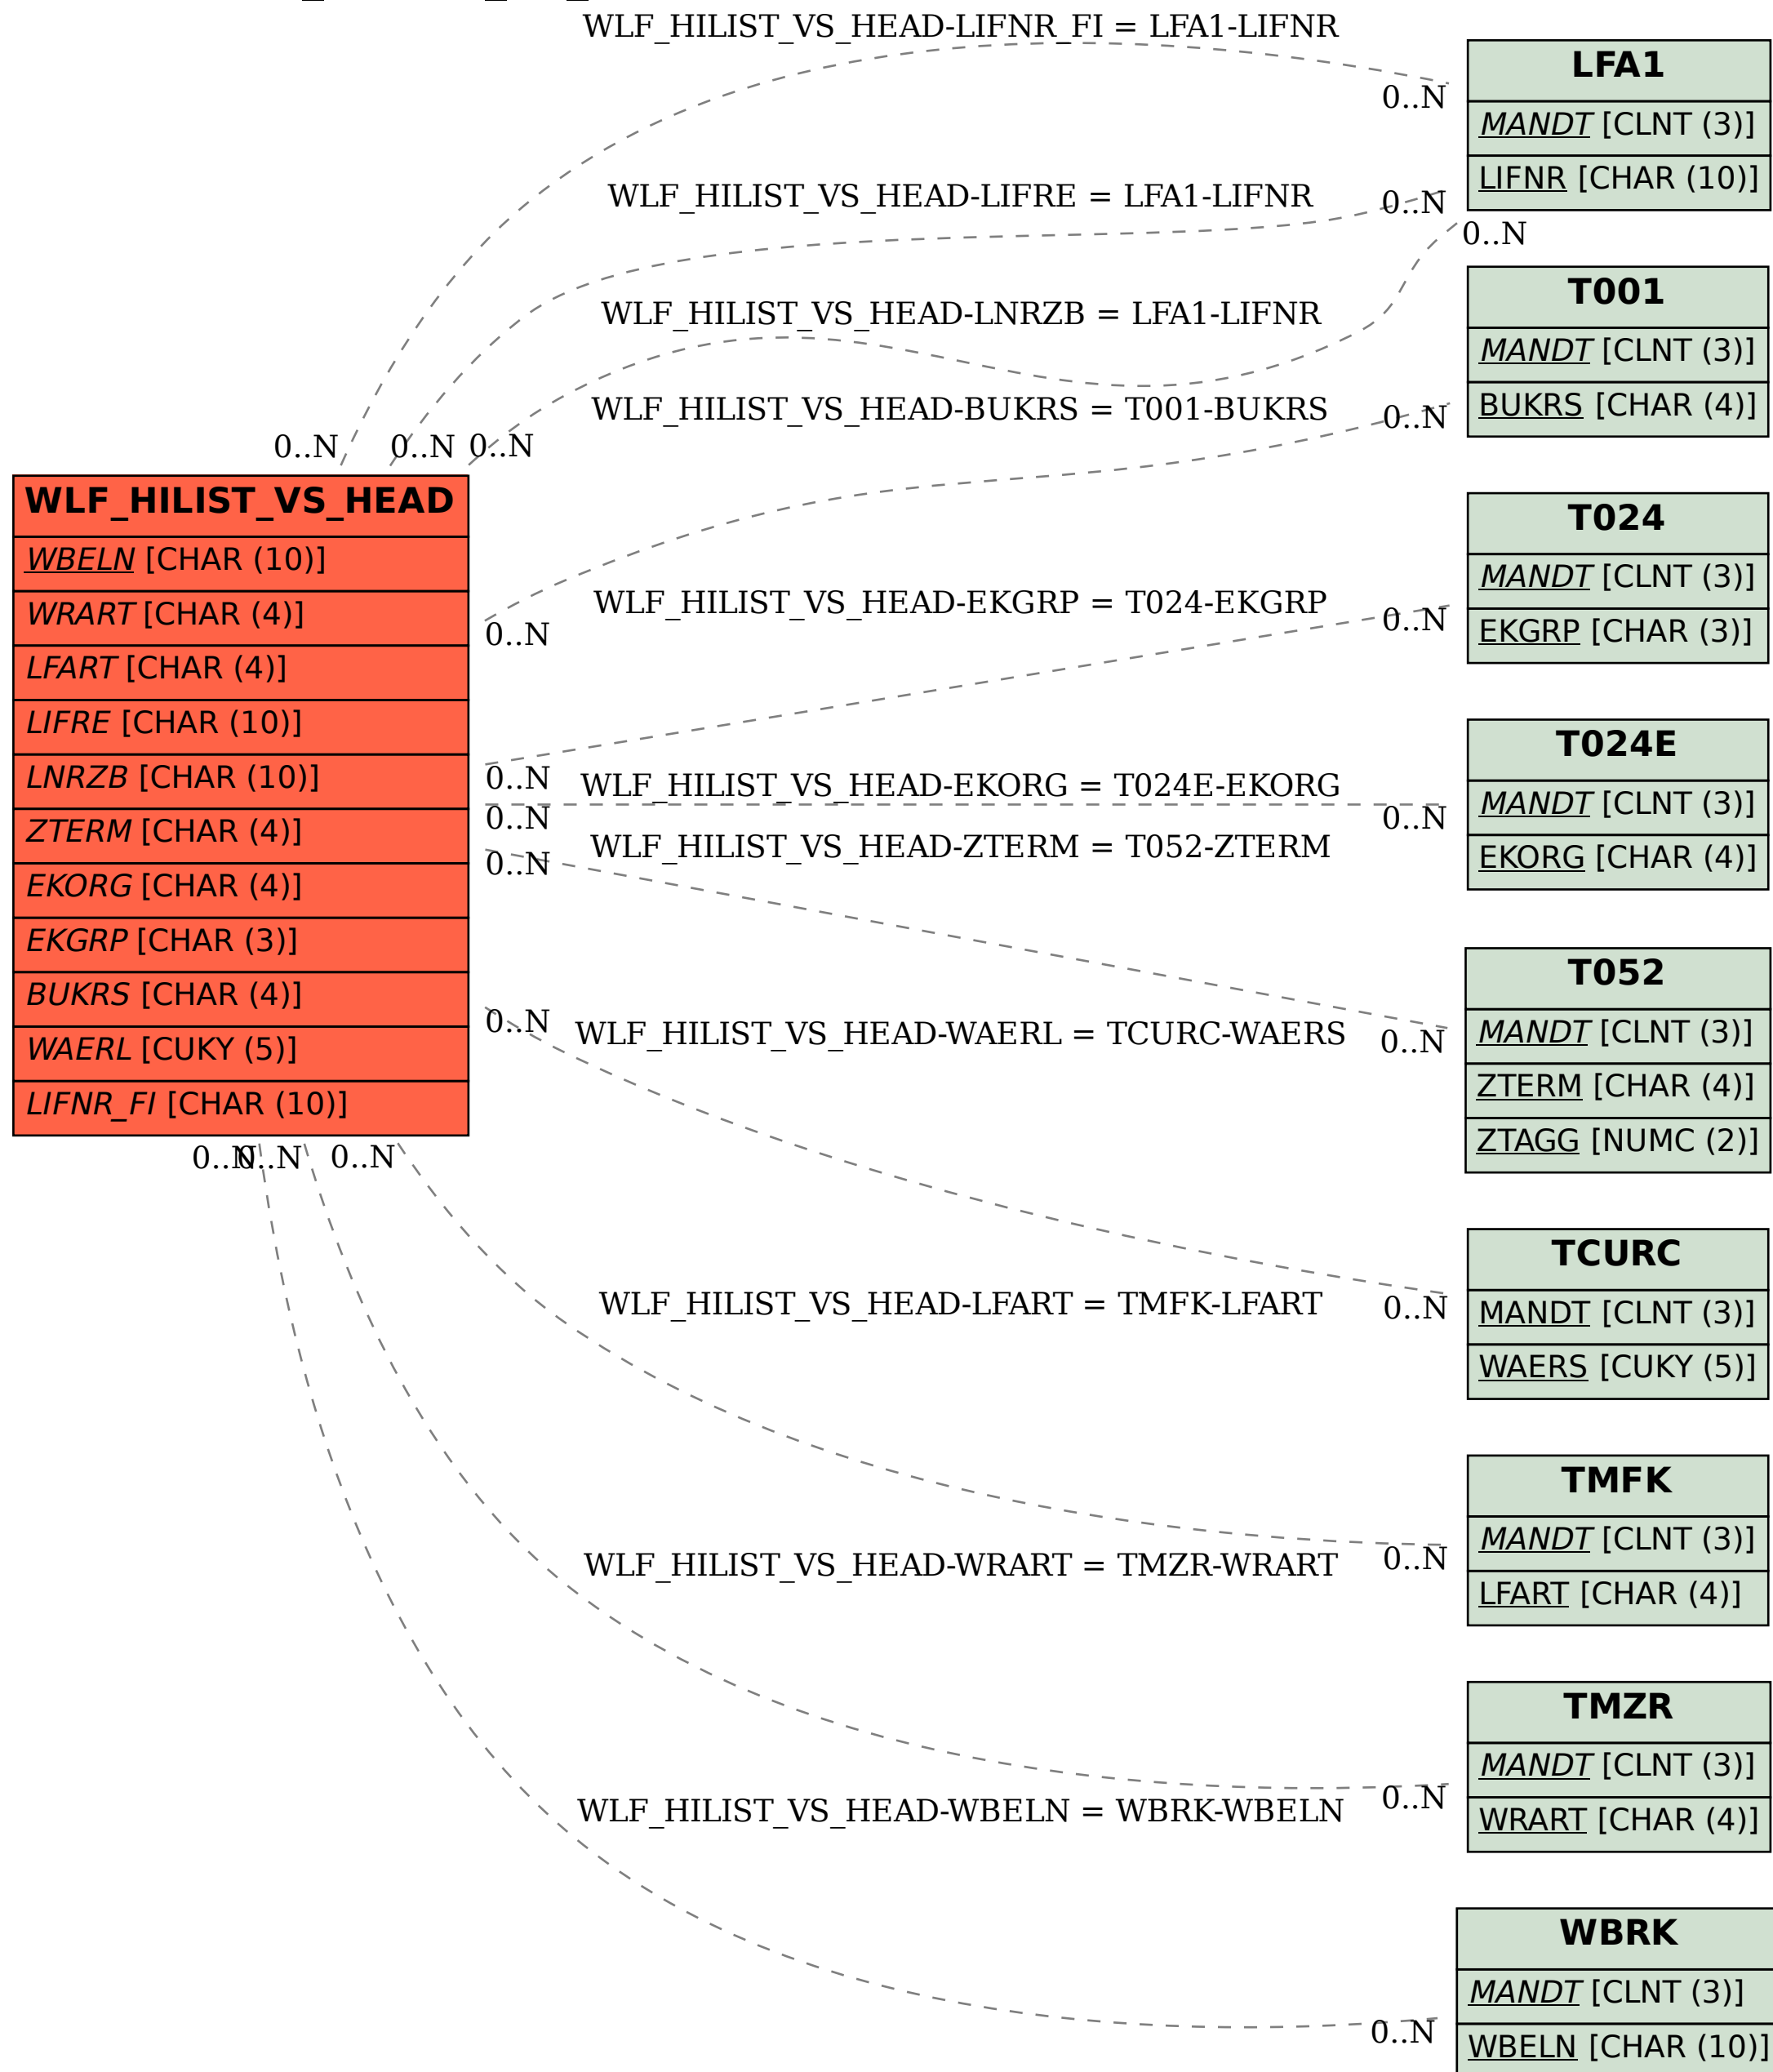 WLF_HILIST_VS_HEAD-LIFNR_FI = LFA1-LIFNR
0..N
LFA1
MANDT [CLNT (3)]
LIFNR [CHAR (10)]
WLF_HILIST_VS_HEAD-LIFRE = LFA1-LIFNR
0..N
0..N
WLF_HILIST_VS_HEAD-LNRZB = LFA1-LIFNR
T001
MANDT [CLNT (3)]
BUKRS [CHAR (4)]
WLF_HILIST_VS_HEAD-BUKRS = T001-BUKRS
0..N
0..N
0..N
0..N
WLF_HILIST_VS_HEAD
WBELN [CHAR (10)]
WRART [CHAR (4)]
LFART [CHAR (4)]
LIFRE [CHAR (10)]
LNRZB [CHAR (10)]
ZTERM [CHAR (4)]
EKORG [CHAR (4)]
EKGRP [CHAR (3)]
BUKRS [CHAR (4)]
WAERL [CUKY (5)]
LIFNR_FI [CHAR (10)]
T024
MANDT [CLNT (3)]
EKGRP [CHAR (3)]
WLF_HILIST_VS_HEAD-EKGRP = T024-EKGRP
0..N
0..N
T024E
MANDT [CLNT (3)]
EKORG [CHAR (4)]
0..N
WLF_HILIST_VS_HEAD-EKORG = T024E-EKORG
0..N
0..N
WLF_HILIST_VS_HEAD-ZTERM = T052-ZTERM
0..N
T052
MANDT [CLNT (3)]
ZTERM [CHAR (4)]
ZTAGG [NUMC (2)]
0..N
WLF_HILIST_VS_HEAD-WAERL = TCURC-WAERS
0..N
0..N
0..N
0..N
TCURC
MANDT [CLNT (3)]
WAERS [CUKY (5)]
WLF_HILIST_VS_HEAD-LFART = TMFK-LFART
0..N
TMFK
MANDT [CLNT (3)]
LFART [CHAR (4)]
WLF_HILIST_VS_HEAD-WRART = TMZR-WRART
0..N
TMZR
MANDT [CLNT (3)]
WRART [CHAR (4)]
WLF_HILIST_VS_HEAD-WBELN = WBRK-WBELN
0..N
WBRK
MANDT [CLNT (3)]
WBELN [CHAR (10)]
0..N